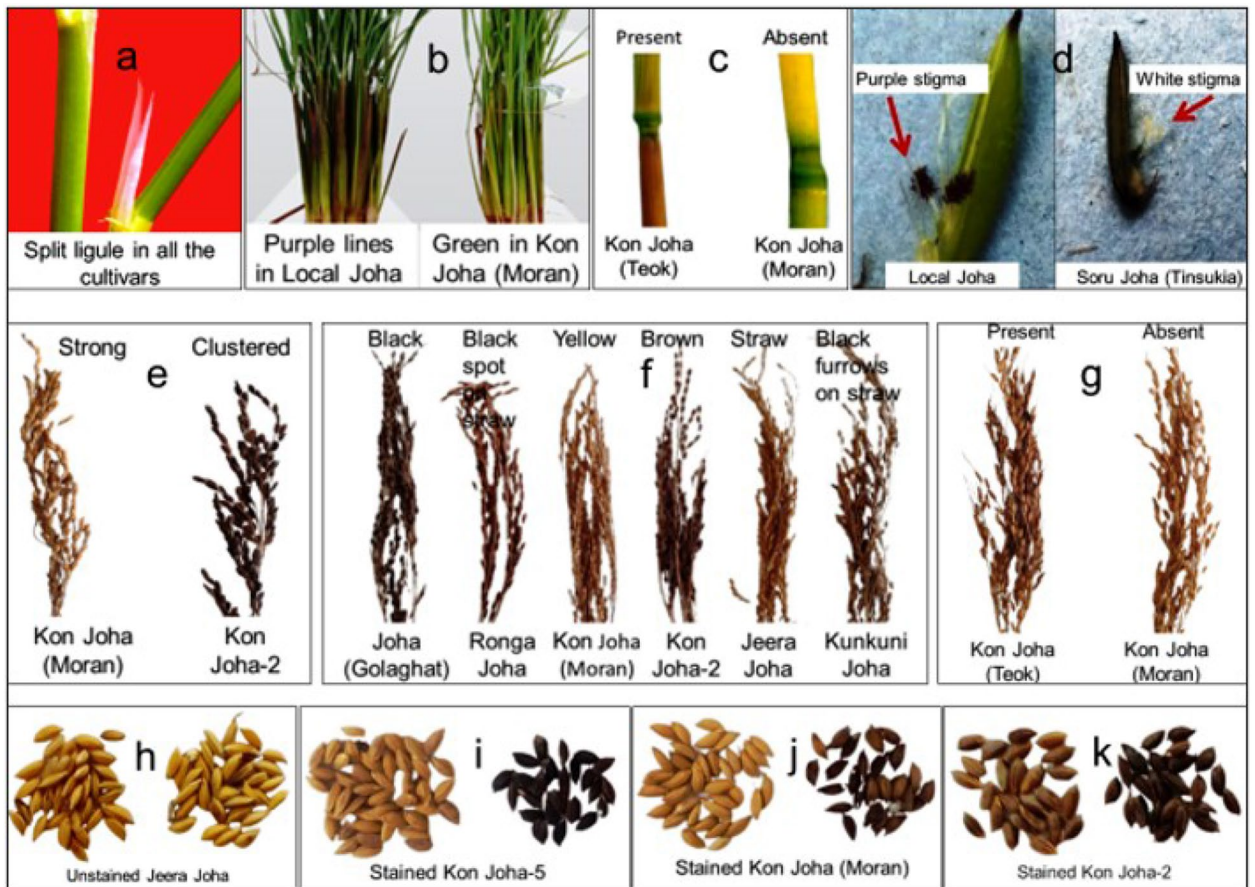 a
Split ligule in all the
cultivars
b
Purple lines
in Local Joha
Green in Kon
Joha (Moran)
Present
Absent
c
Kon Joha
(Teok)
Kon Joha
(Moran)
d
Purple stigma
White stigma
Local Joha
Soru Joha (Tinsukia)
Strong
Clustered
e
Kon Joha
(Moran)
Kon
Joha-2
Black
Black
spot
on
straw
Yellow
Brown
Straw
Black
furrows
on straw
f
Joha
(Golaghat)
Ronga
Joha
Kon Joha
(Moran)
Kon
Joha-2
Jeera
Joha
Kunkuni
Joha
Present
Absent
g
Kon Joha
(Teok)
Kon Joha
(Moran)
h
Unstained Jeera Joha
i
Stained Kon Joha-5
j
Stained Kon Joha (Moran)
k
Stained Kon Joha-2